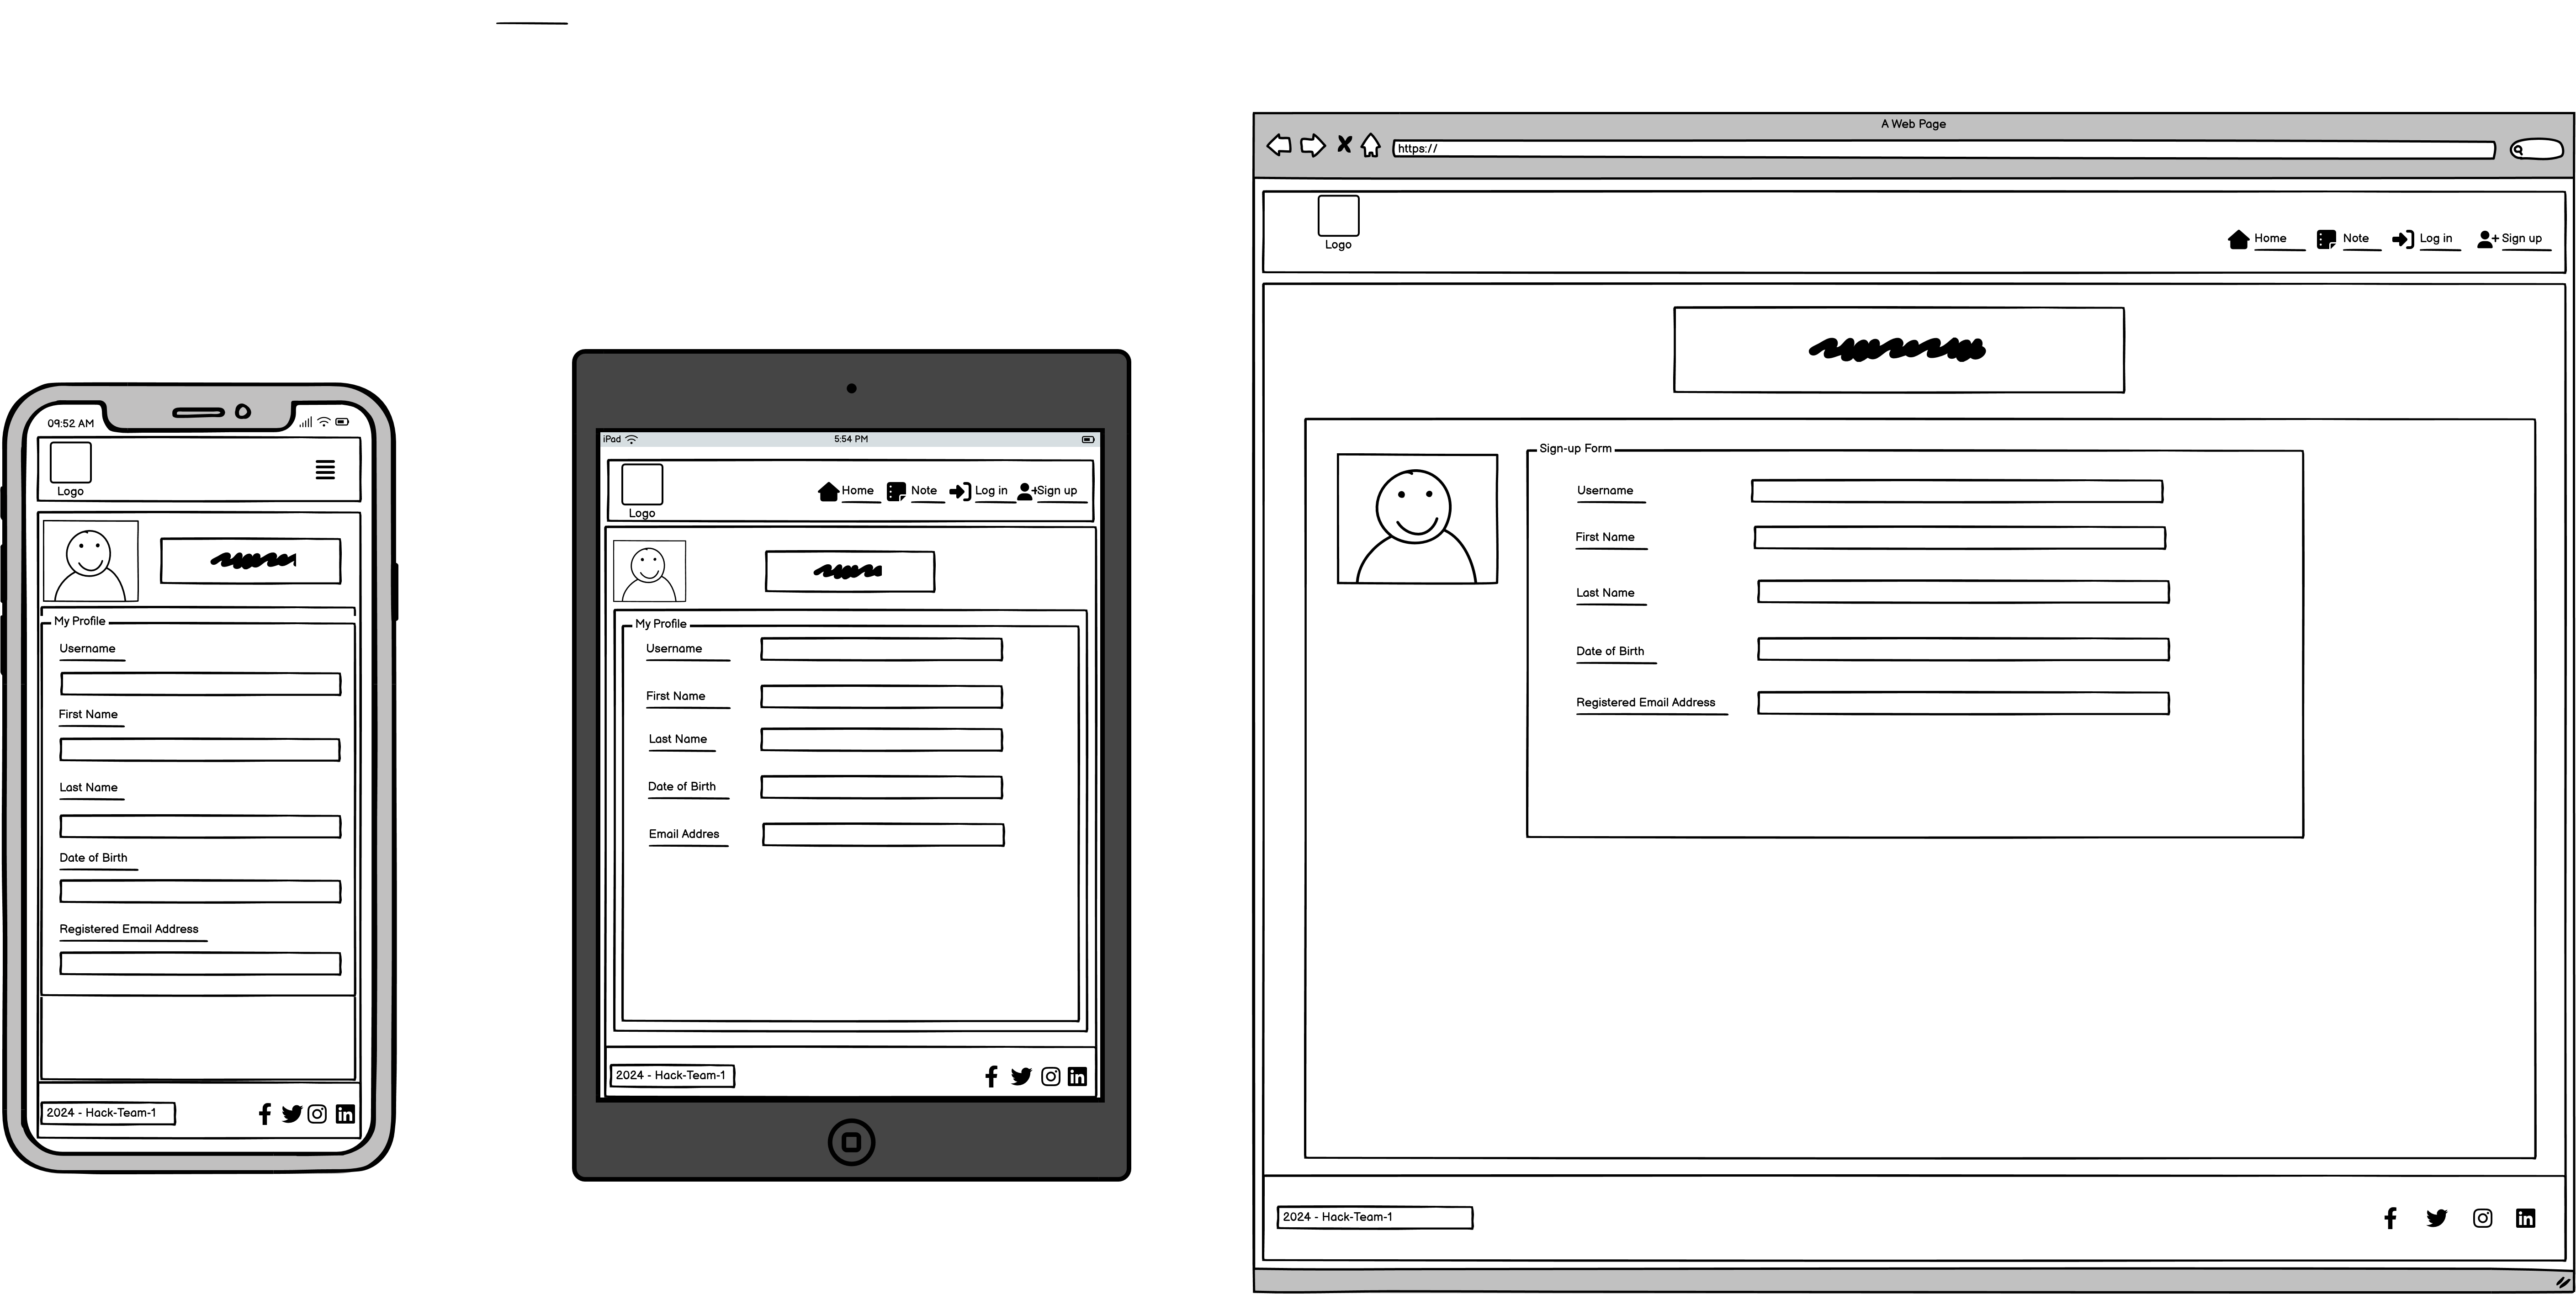 09:52 AM
Logo
My Profile
Username
First Name
Last Name
Date of Birth
Registered Email Address
2024 - Hack-Team-1
iPad 5:54 PM
Logo
Home Note Log in Sign up
My Profile
Username
First Name
Last Name
Date of Birth
Email Addres
2024 - Hack-Team-1
A Web Page
https://
Logo
Home Note Log in Sign up
Sign-up Form
Username
First Name
Last Name
Date of Birth
Registered Email Address
2024 - Hack-Team-1